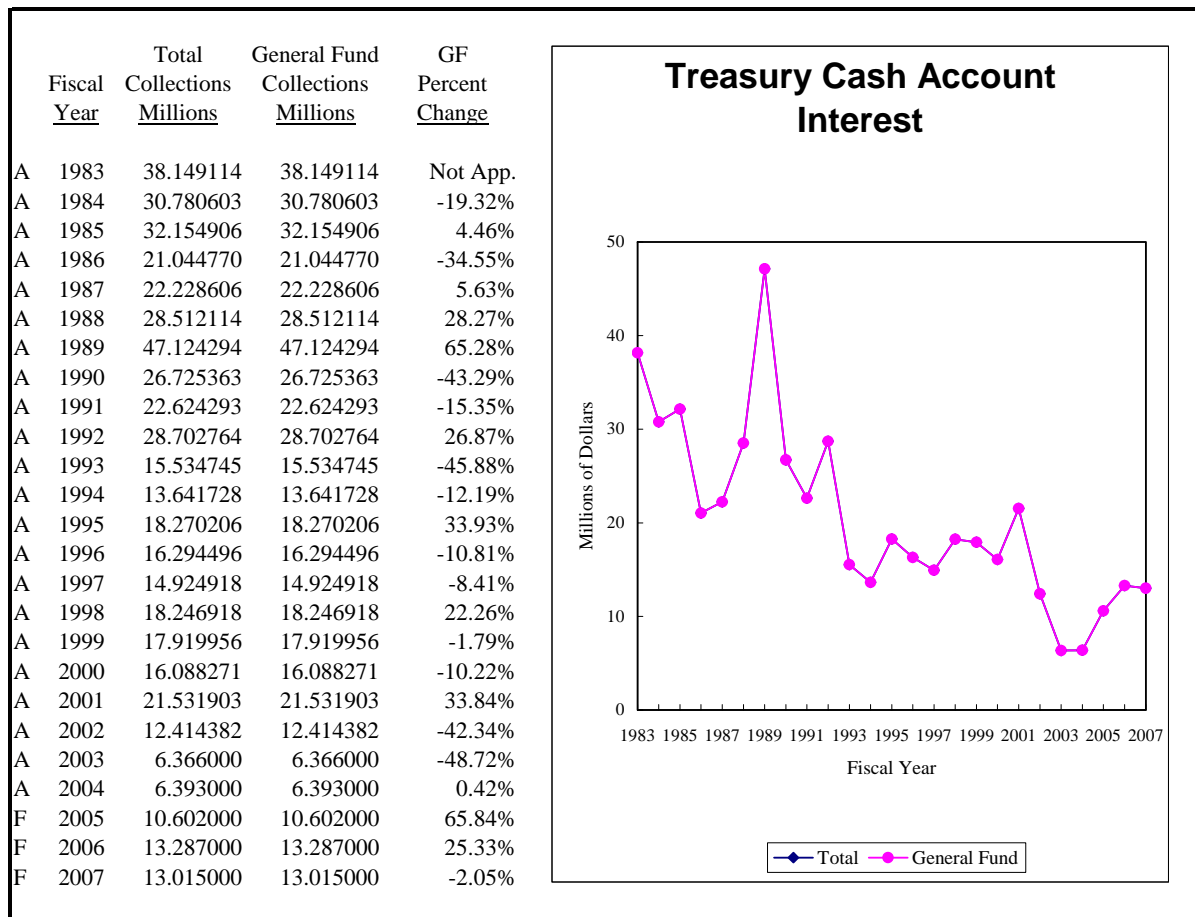 Total General Fund GF
Fiscal Collections Collections Percent
Year Millions Millions Change
A 1983 38.149114 38.149114 Not App.
A 1984 30.780603 30.780603 -19.32%
A 1985 32.154906 32.154906 4.46%
A 1986 21.044770 21.044770 -34.55%
A 1987 22.228606 22.228606 5.63%
A 1988 28.512114 28.512114 28.27%
A 1989 47.124294 47.124294 65.28%
A 1990 26.725363 26.725363 -43.29%
A 1991 22.624293 22.624293 -15.35%
A 1992 28.702764 28.702764 26.87%
A 1993 15.534745 15.534745 -45.88%
A 1994 13.641728 13.641728 -12.19%
A 1995 18.270206 18.270206 33.93%
A 1996 16.294496 16.294496 -10.81%
A 1997 14.924918 14.924918 -8.41%
A 1998 18.246918 18.246918 22.26%
A 1999 17.919956 17.919956 -1.79%
A 2000 16.088271 16.088271 -10.22%
A 2001 21.531903 21.531903 33.84%
A 2002 12.414382 12.414382 -42.34%
A 2003 6.366000 6.366000 -48.72%
A 2004 6.393000 6.393000 0.42%
F 2005 10.602000 10.602000 65.84%
F 2006 13.287000 13.287000 25.33%
F 2007 13.015000 13.015000 -2.05%
Treasury Cash Account
Interest
50
40
30
20
10
0
Millions of Dollars
1983 1985 1987 1989 1991 1993 1995 1997 1999 2001 2003 2005 2007
Fiscal Year
Total General Fund